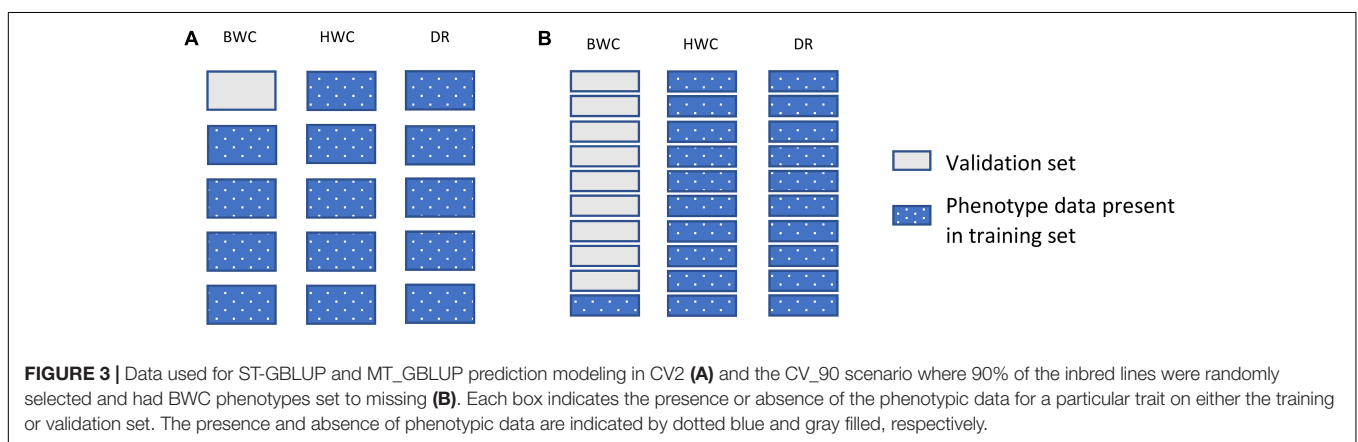 A BWC HWC DR
B BWC HWC DR
Validation set
Phenotype data present
in training set
FIGURE 3 | Data used for ST-GBLUP and MT_GBLUP prediction modeling in CV2 (A) and the CV_90 scenario where 90% of the inbred lines were randomly
selected and had BWC phenotypes set to missing (B). Each box indicates the presence or absence of the phenotypic data for a particular trait on either the training
or validation set. The presence and absence of phenotypic data are indicated by dotted blue and gray filled, respectively.